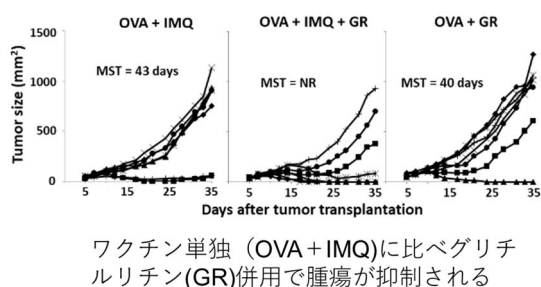 OVA + IMQ
OVA + IMQ + GR
OVA + GR
MST = 43 days
MST = NR
MST = 40 days
Tumor size (mm²)
1500
1000
500
0
5 15 25 35
5 15 25 35
5 15 25 35
Days after tumor transplantation
ワクチン単独（OVA＋IMQ)に比べグリチ
ルリチン(GR)併用で腫瘍が抑制される